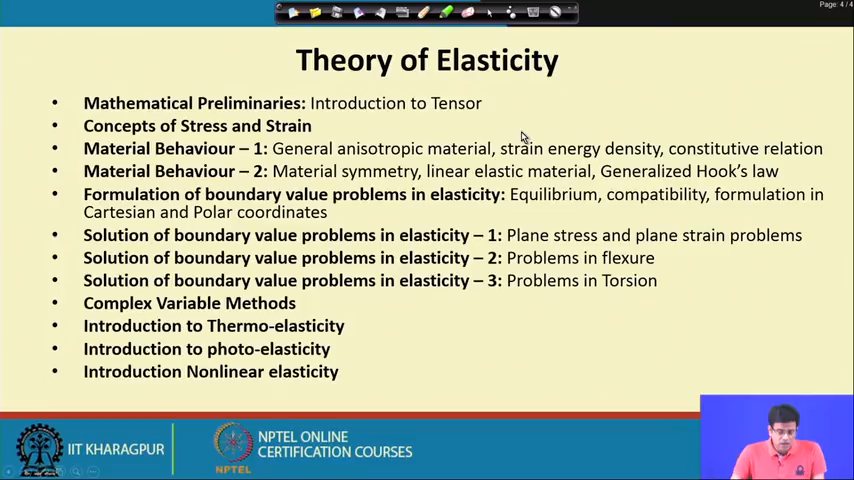 Page: 4 / 4
Theory of Elasticity
• Mathematical Preliminaries: Introduction to Tensor
• Concepts of Stress and Strain
• Material Behaviour – 1: General anisotropic material, strain energy density, constitutive relation
• Material Behaviour – 2: Material symmetry, linear elastic material, Generalized Hook's law
• Formulation of boundary value problems in elasticity: Equilibrium, compatibility, formulation in
Cartesian and Polar coordinates
• Solution of boundary value problems in elasticity – 1: Plane stress and plane strain problems
• Solution of boundary value problems in elasticity – 2: Problems in flexure
• Solution of boundary value problems in elasticity – 3: Problems in Torsion
• Complex Variable Methods
• Introduction to Thermo-elasticity
• Introduction to photo-elasticity
• Introduction Nonlinear elasticity
IIT KHARAGPUR
NPTEL
NPTEL ONLINE
CERTIFICATION COURSES